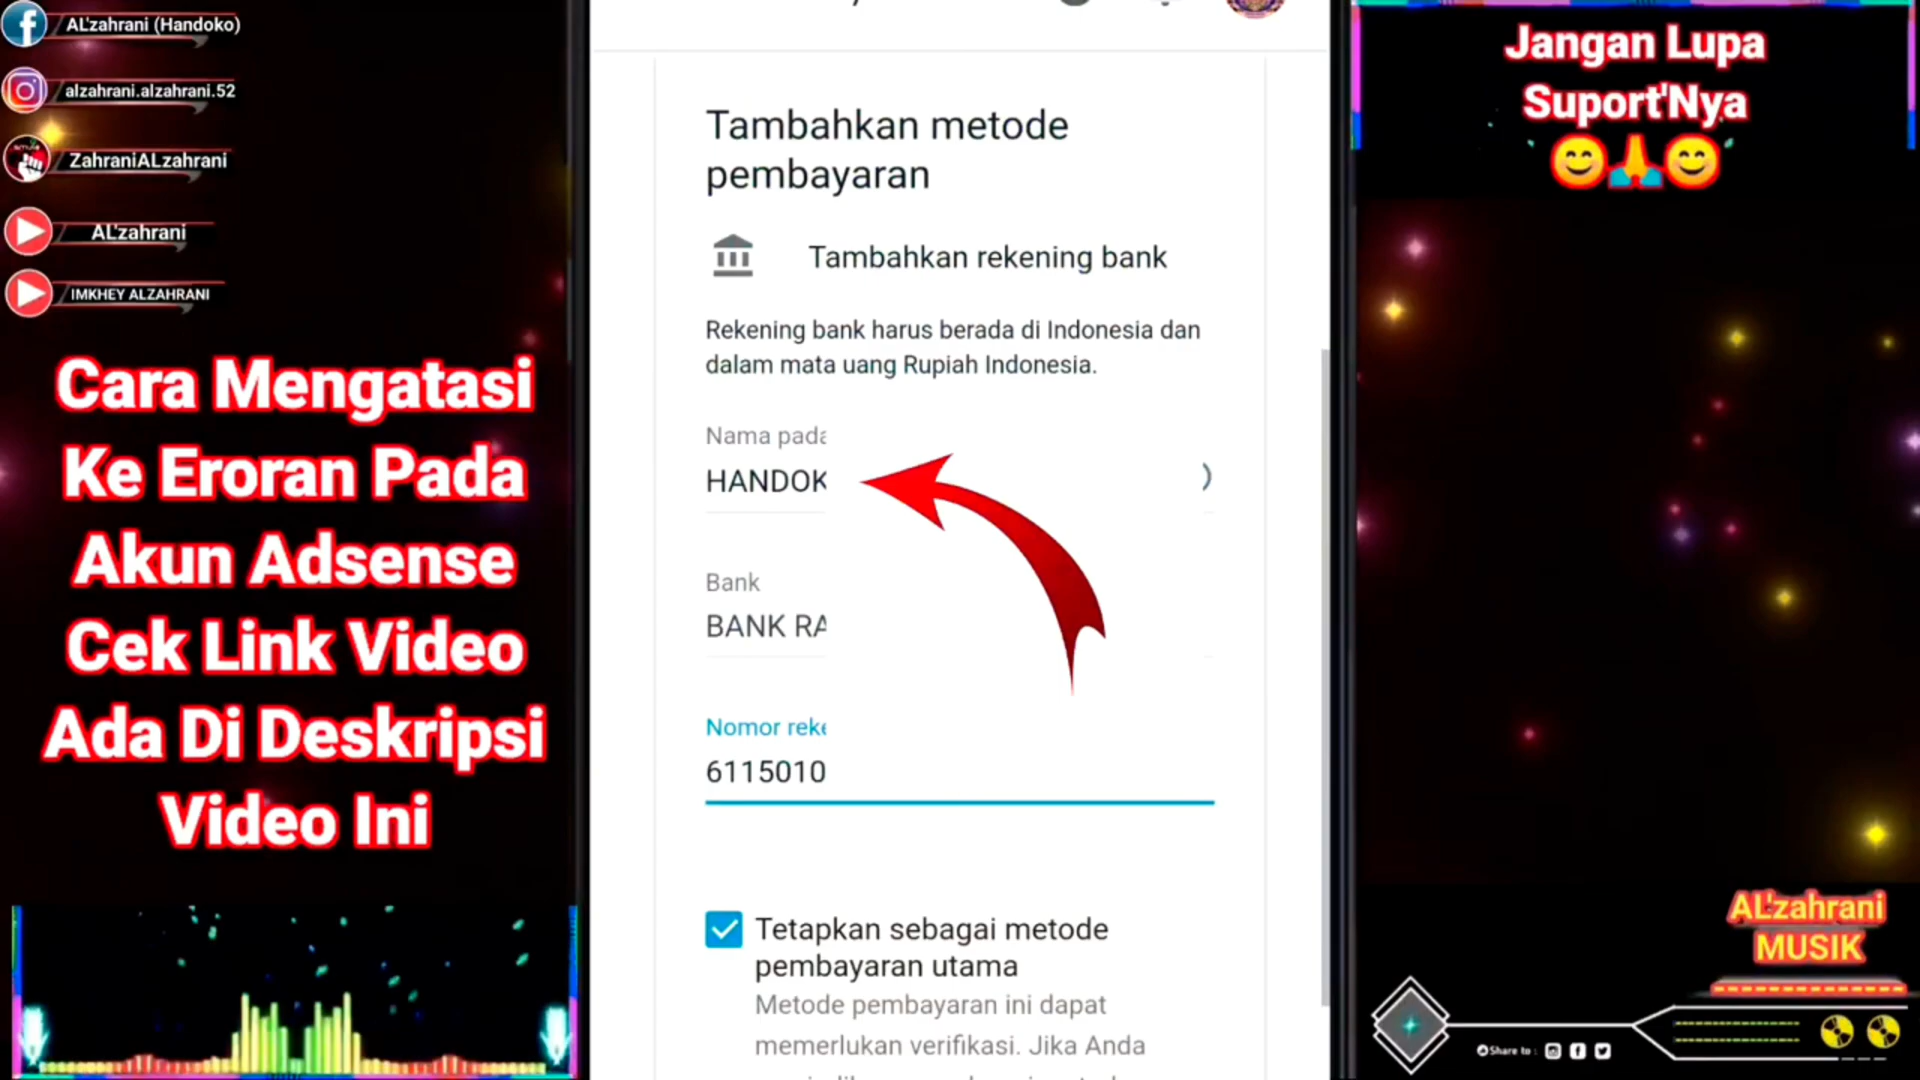 AL'zahrani (Handoko)
alzahrani.alzahrani.52
ZahraniALzahrani
AL'zahrani
IMKHEY ALZAHRANI
Cara Mengatasi
Ke Eroran Pada
Akun Adsense
Cek Link Video
Ada Di Deskripsi
Video Ini
Tambahkan metode
pembayaran
Tambahkan rekening bank
Rekening bank harus berada di Indonesia dan
dalam mata uang Rupiah Indonesia.
Nama pada
HANDOK
Bank
BANK RA
Nomor reke
6115010
Tetapkan sebagai metode
pembayaran utama
Metode pembayaran ini dapat
memerlukan verifikasi. Jika Anda
Jangan Lupa
Suport'Nya
😊🙏😊
AL'zahrani
MUSIK
Share to :